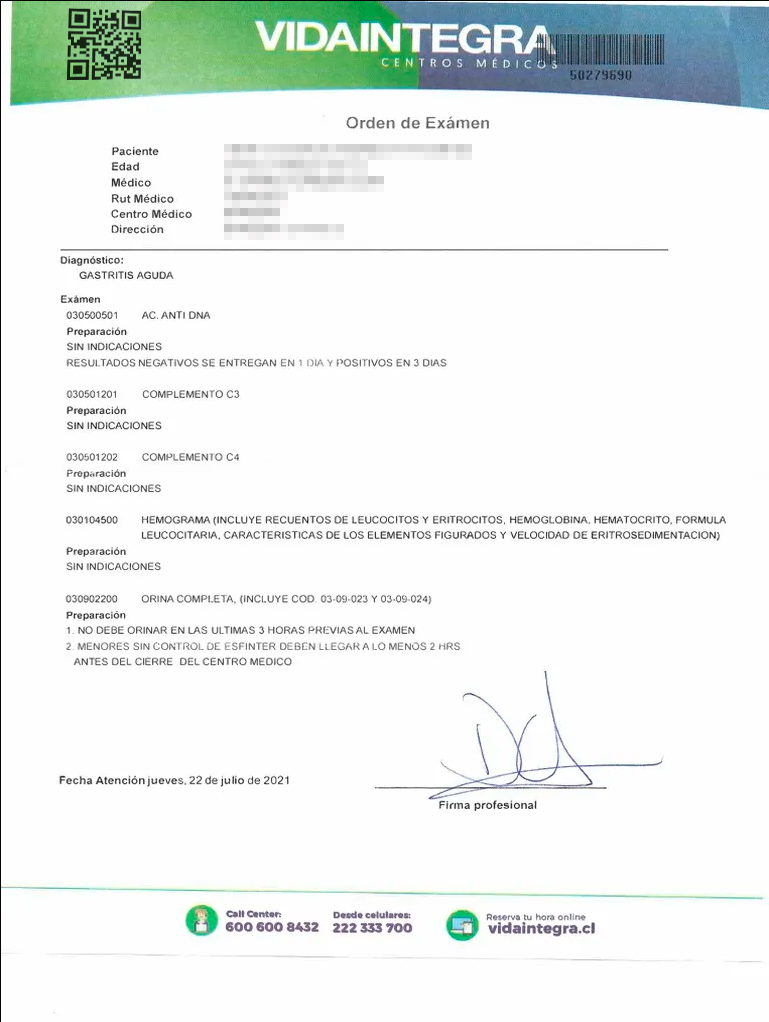 VIDAINTEGRA
CENTROS MÉDICOS
50279690
Orden de Exámen
Paciente
Edad
Médico
Rut Médico
Centro Médico
Dirección
Diagnóstico:
GASTRITIS AGUDA
Exámen
030500501 AC. ANTI DNA
Preparación
SIN INDICACIONES
RESULTADOS NEGATIVOS SE ENTREGAN EN 1 DIA Y POSITIVOS EN 3 DIAS
030501201 COMPLEMENTO C3
Preparación
SIN INDICACIONES
030501202 COMPLEMENTO C4
Preparación
SIN INDICACIONES
030104500 HEMOGRAMA (INCLUYE RECUENTOS DE LEUCOCITOS Y ERITROCITOS, HEMOGLOBINA, HEMATOCRITO, FORMULA
LEUCOCITARIA, CARACTERISTICAS DE LOS ELEMENTOS FIGURADOS Y VELOCIDAD DE ERITROSEDIMENTACION)
Preparación
SIN INDICACIONES
030902200 ORINA COMPLETA, (INCLUYE COD. 03-09-023 Y 03-09-024)
Preparación
1. NO DEBE ORINAR EN LAS ULTIMAS 3 HORAS PREVIAS AL EXAMEN
2. MENORES SIN CONTROL DE ESFINTER DEBEN LLEGAR A LO MENOS 2 HRS
ANTES DEL CIERRE DEL CENTRO MEDICO
Fecha Atención jueves, 22 de julio de 2021
Firma profesional
Call Center:
600 600 8432
Desde celulares:
222 333 700
Reserva tu hora online
vidaintegra.cl